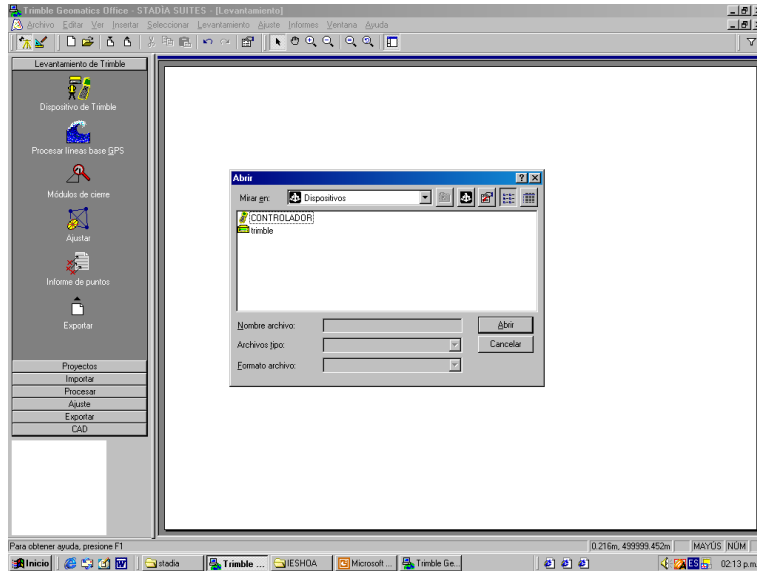 Trimble Geomatics Office - STADIA SUITES - [Levantamiento]
Archivo Editar Ver Insertar Seleccionar Levantamiento Ajuste Informes Ventana Ayuda
Levantamiento de Trimble
Dispositivo de Trimble
Procesar líneas base GPS
Módulos de cierre
Ajustar
Informe de puntos
Exportar
Proyectos
Importar
Procesar
Ajuste
Exportar
CAD
Abrir
Mirar en: Dispositivos
CONTROLADOR
trimble
Nombre archivo: Abrir
Archivos tipo: Cancelar
Formato archivo:
Para obtener ayuda, presione F1 0.216m, 499999.452m MAYÚS NÚM
Inicio stadia Trimble ... IESHOA Microsoft ... Trimble Ge... ES 02:13 p.m.